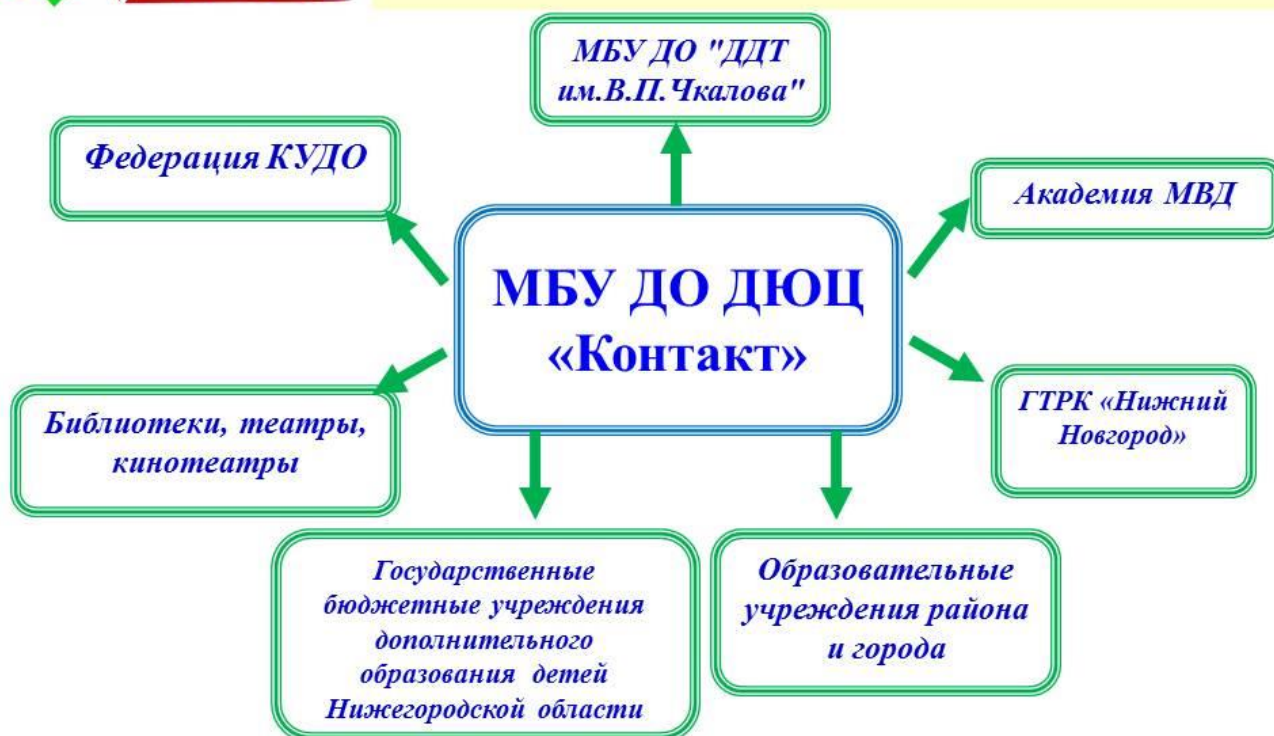 МБУ ДО "ДДТ
им.В.П.Чкалова"
Федерация КУДО
Академия МВД
МБУ ДО ДЮЦ
«Контакт»
Библиотеки, театры,
кинотеатры
ГТРК «Нижний
Новгород»
Государственные
бюджетные учреждения
дополнительного
образования детей
Нижегородской области
Образовательные
учреждения района
и города